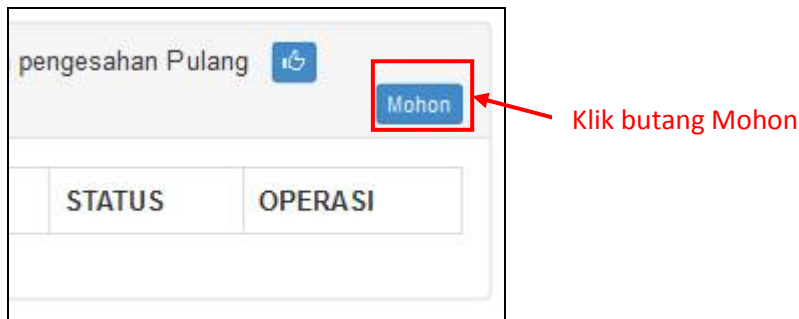 pengesahan Pulang
Mohon
Klik butang Mohon
STATUS OPERASI